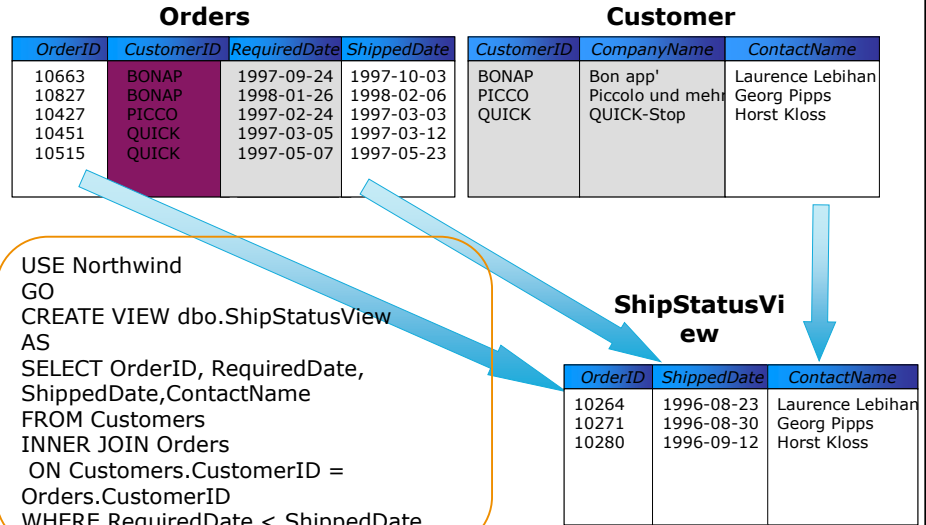 Orders
OrderID CustomerID RequiredDate ShippedDate
10663 BONAP 1997-09-24 1997-10-03
10827 BONAP 1998-01-26 1998-02-06
10427 PICCO 1997-02-24 1997-03-03
10451 QUICK 1997-03-05 1997-03-12
10515 QUICK 1997-05-07 1997-05-23
Customer
CustomerID CompanyName ContactName
BONAP Bon app' Laurence Lebihan
PICCO Piccolo und mehr Georg Pipps
QUICK QUICK-Stop Horst Kloss
USE Northwind
GO
CREATE VIEW dbo.ShipStatusView
AS
SELECT OrderID, RequiredDate,
ShippedDate,ContactName
FROM Customers
INNER JOIN Orders
ON Customers.CustomerID =
Orders.CustomerID
WHERE RequiredDate < ShippedDate
ShipStatusVi
ew
OrderID ShippedDate ContactName
10264 1996-08-23 Laurence Lebihan
10271 1996-08-30 Georg Pipps
10280 1996-09-12 Horst Kloss